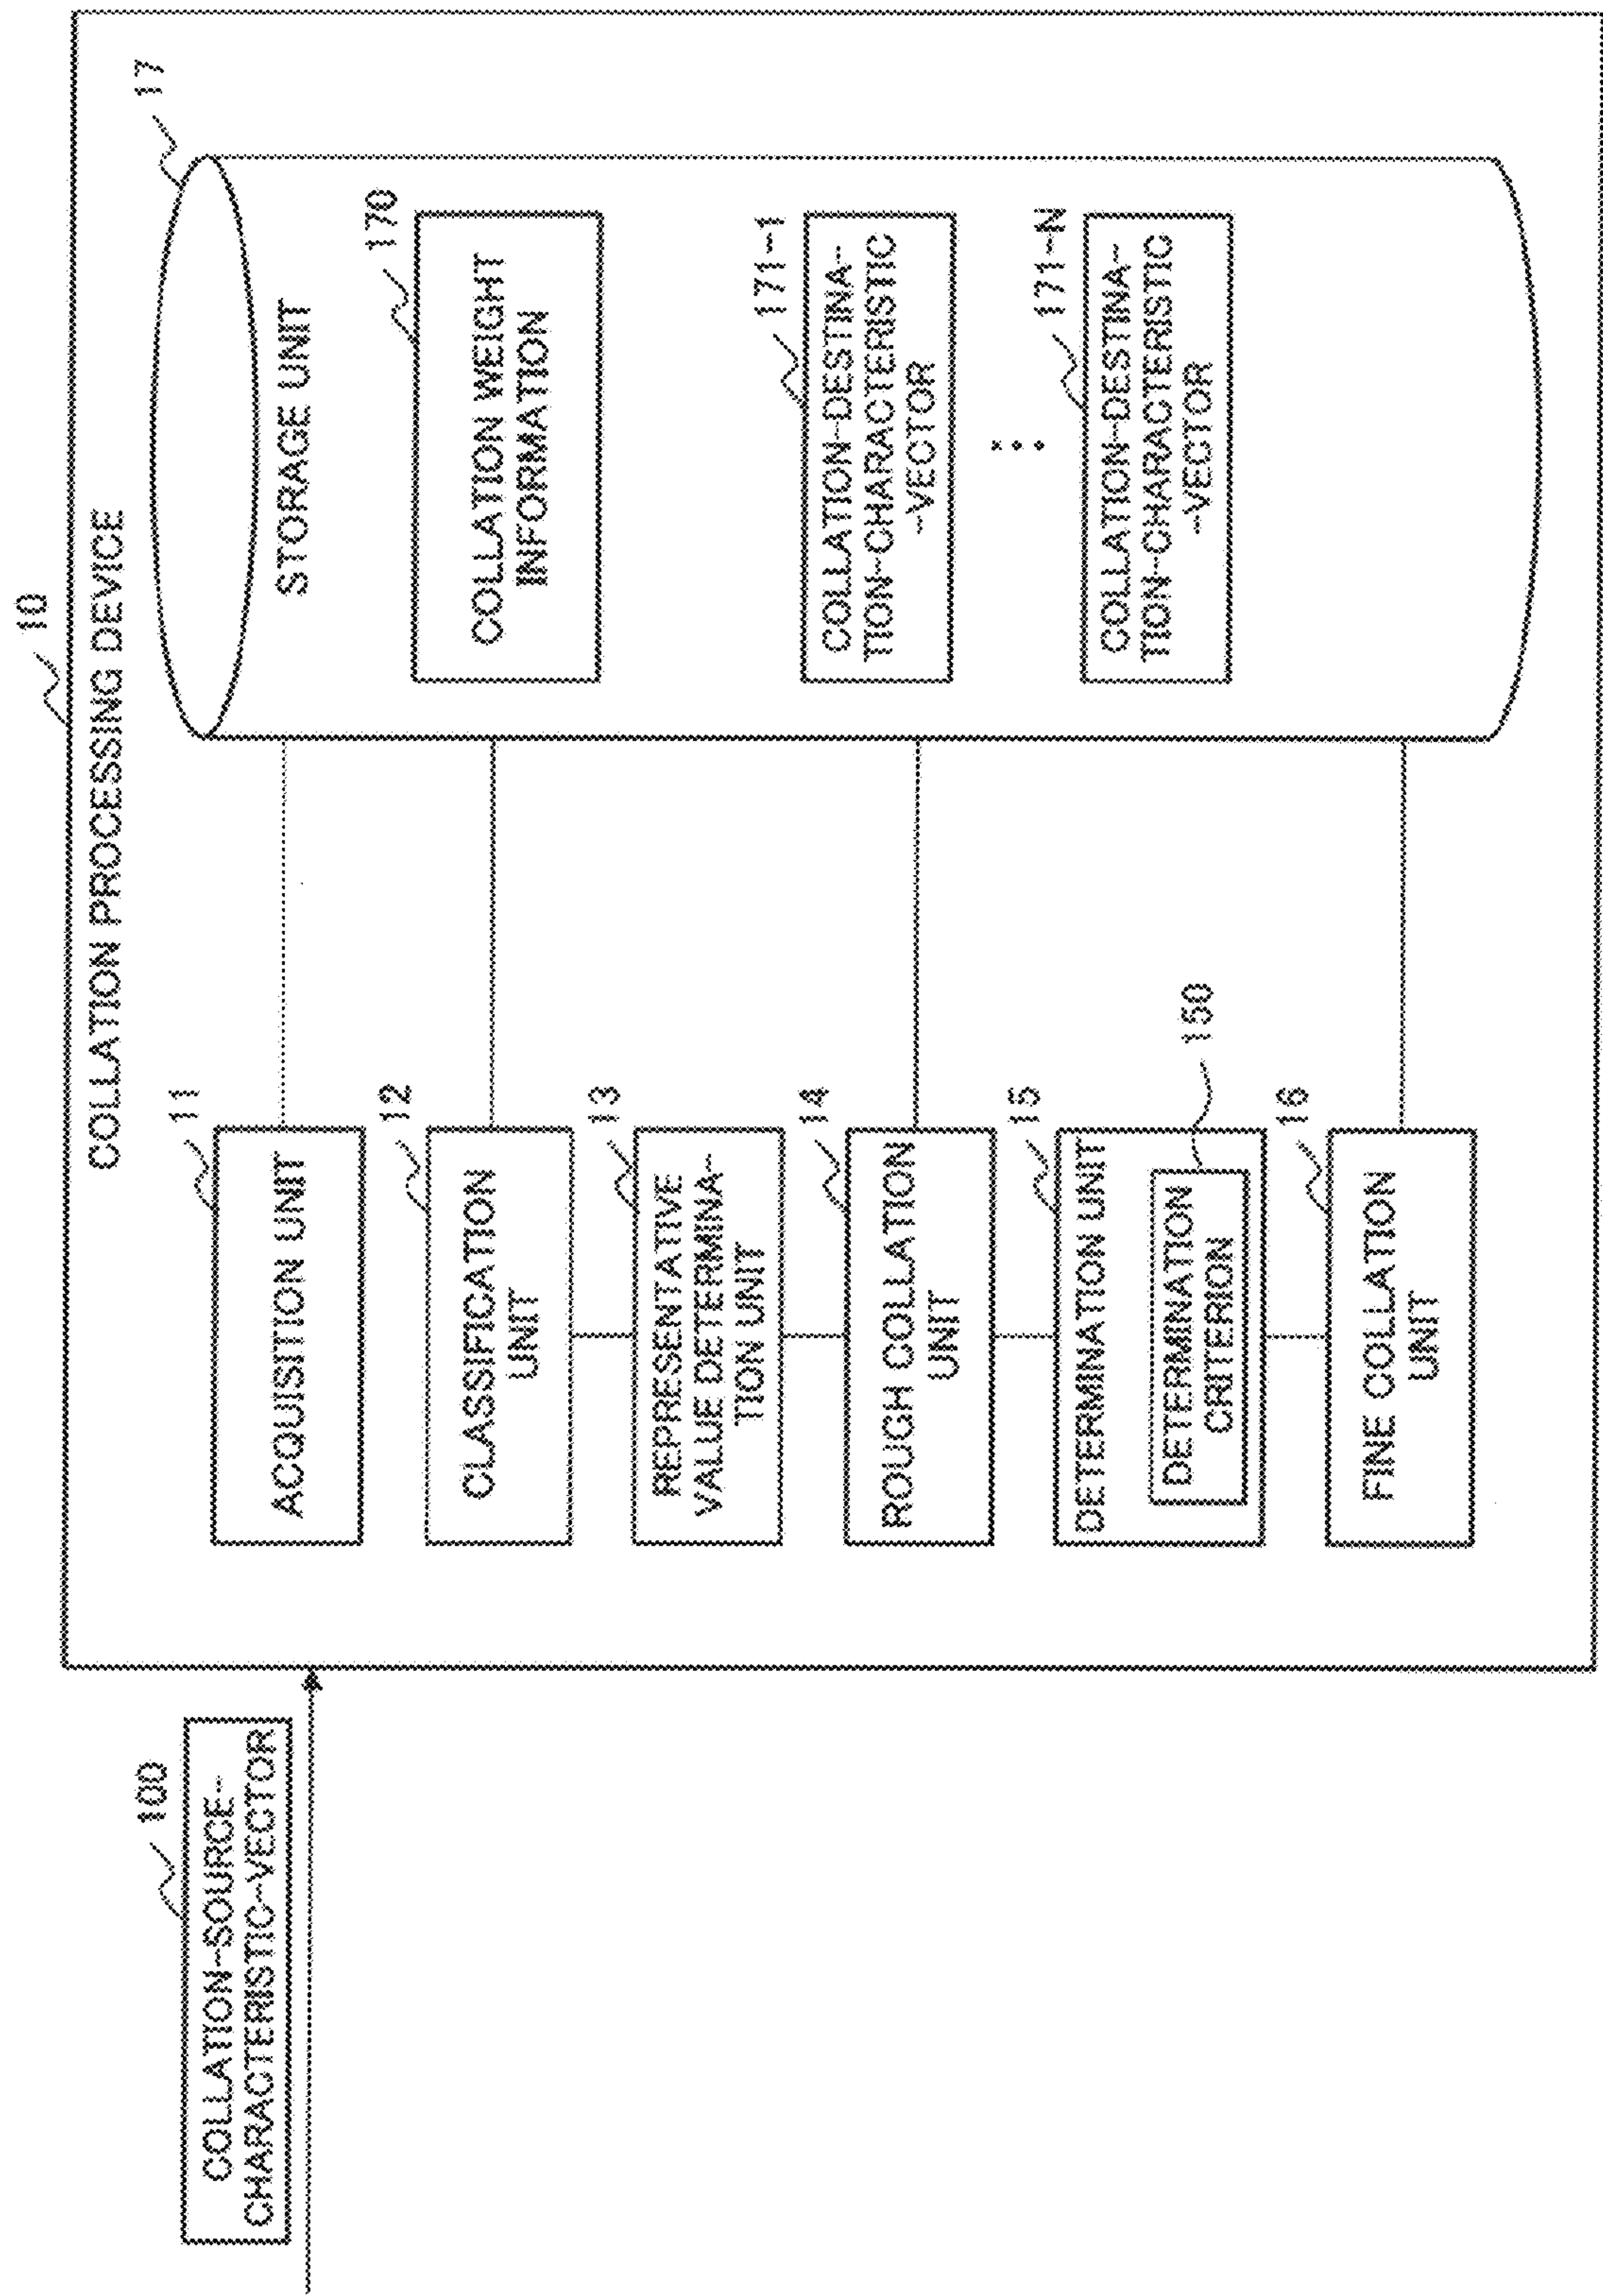 10
COLLATION PROCESSING DEVICE
100
COLLATION-SOURCE-
CHARACTERISTIC-VECTOR
11
ACQUISITION UNIT
12
CLASSIFICATION
UNIT
13
REPRESENTATIVE
VALUE DETERMINA-
TION UNIT
14
ROUGH COLLATION
UNIT
15
DETERMINATION UNIT
150
DETERMINATION
CRITERION
16
FINE COLLATION
UNIT
17
STORAGE UNIT
170
COLLATION WEIGHT
INFORMATION
171-1
COLLATION-DESTINA-
TION-CHARACTERISTIC
-VECTOR
...
171-N
COLLATION-DESTINA-
TION-CHARACTERISTIC
-VECTOR